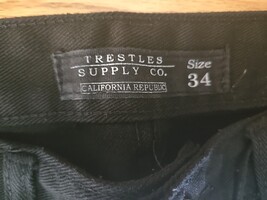 TRESTLES
SUPPLY CO.
CALIFORNIA REPUBLIC
Size
34